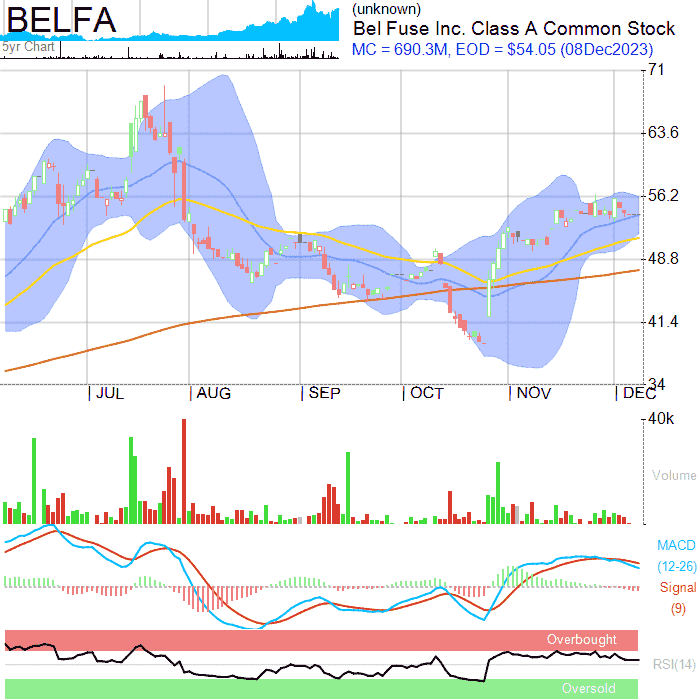 BELFA
5yr Chart
(unknown)
Bel Fuse Inc. Class A Common Stock
MC = 690.3M, EOD = $54.05 (08Dec2023)
71
63.6
56.2
48.8
41.4
34
JUL AUG SEP OCT NOV DEC
40k
Volume
MACD
(12-26)
Signal
(9)
Overbought
RSI(14)
Oversold